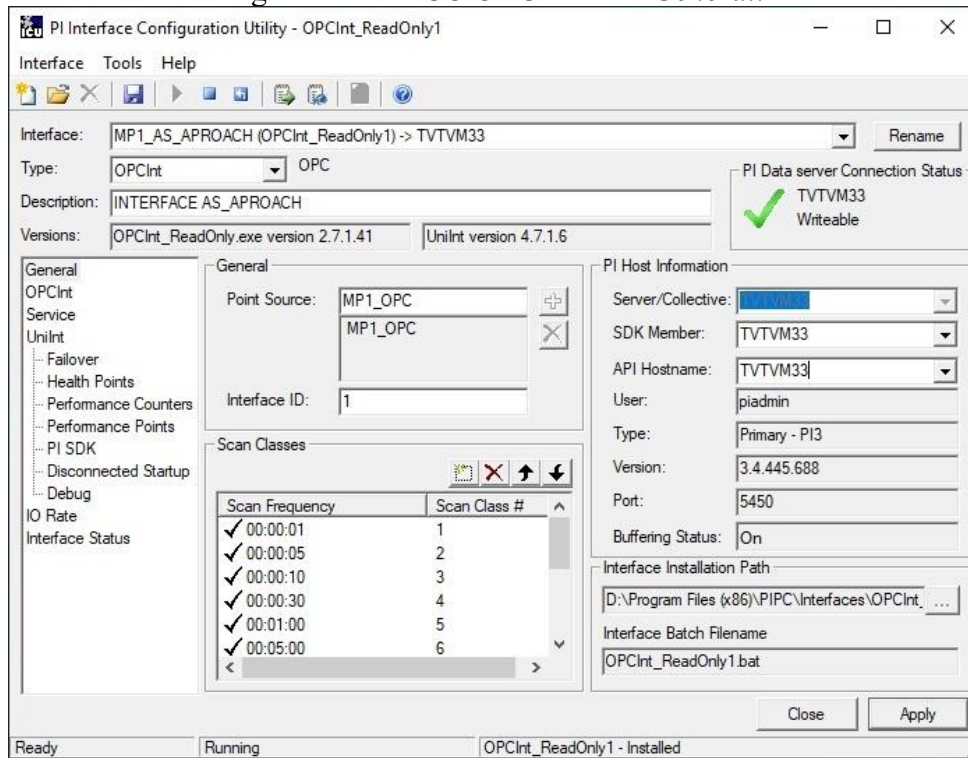 PI Interface Configuration Utility - OPCInt_ReadOnly1
Interface Tools Help
Interface: MP1_AS_APROACH (OPCInt_ReadOnly1) -> TVTVM33 Rename
Type: OPCInt OPC
Description: INTERFACE AS_APROACH
Versions: OPCInt_ReadOnly.exe version 2.7.1.41 UniInt version 4.7.1.6
PI Data server Connection Status
TVTVM33
Writeable
General
OPCInt
Service
UniInt
Failover
Health Points
Performance Counters
Performance Points
PI SDK
Disconnected Startup
Debug
IO Rate
Interface Status
General
Point Source: MP1_OPC
MP1_OPC
Interface ID: 1
Scan Classes
Scan Frequency Scan Class #
00:00:01 1
00:00:05 2
00:00:10 3
00:00:30 4
00:01:00 5
00:05:00 6
PI Host Information
Server/Collective: TVTVM33
SDK Member: TVTVM33
API Hostname: TVTVM33
User: piadmin
Type: Primary - PI3
Version: 3.4.445.688
Port: 5450
Buffering Status: On
Interface Installation Path
D:\Program Files (x86)\PIPC\Interfaces\OPCInt_ ...
Interface Batch Filename
OPCInt_ReadOnly1.bat
Close Apply
Ready Running OPCInt_ReadOnly1 - Installed